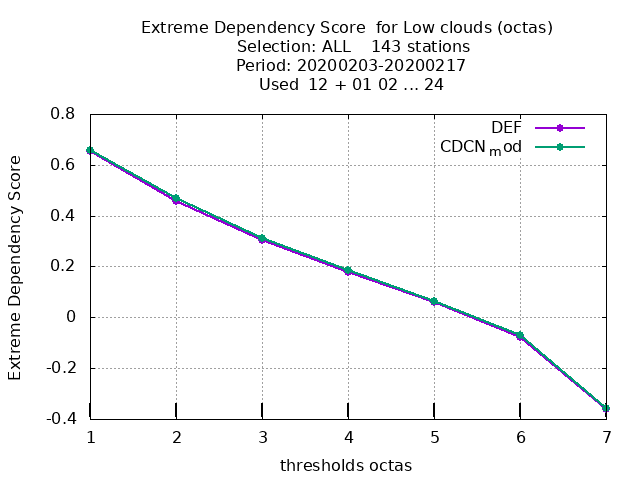 Extreme Dependency Score  for Low clouds (octas)
Selection: ALL    143 stations
Period: 20200203-20200217
Used  12 + 01 02 ... 24
DEF
CDCN mod
Extreme Dependency Score
0.8
0.6
0.4
0.2
0
-0.2
-0.4
1 2 3 4 5 6 7
thresholds octas